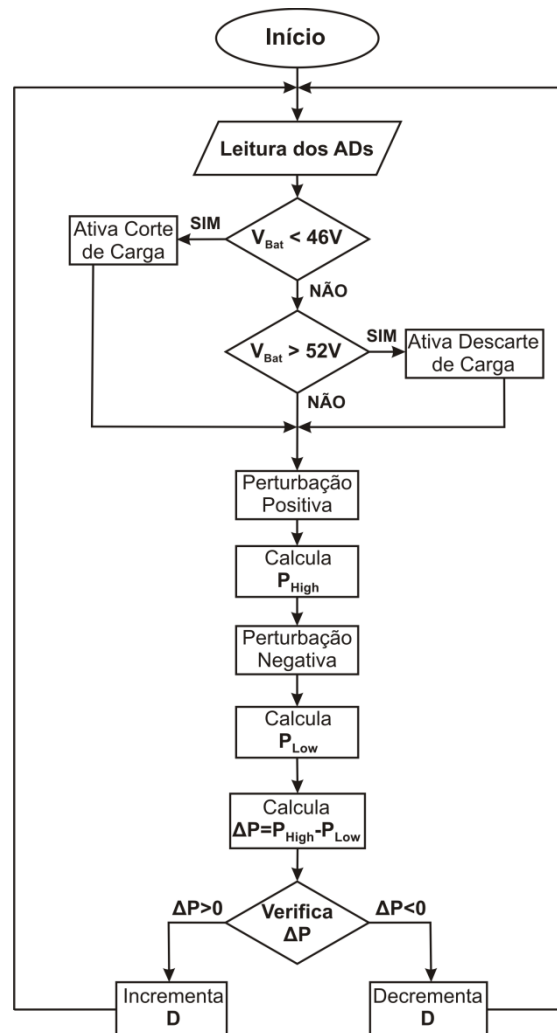 Início
Leitura dos ADs
V_Bat < 46V
SIM
Ativa Corte
de Carga
NÃO
V_Bat > 52V
SIM
Ativa Descarte
de Carga
NÃO
Perturbação
Positiva
Calcula
P_High
Perturbação
Negativa
Calcula
P_Low
Calcula
ΔP=P_High-P_Low
Verifica
ΔP
ΔP>0
ΔP<0
Incrementa
D
Decrementa
D